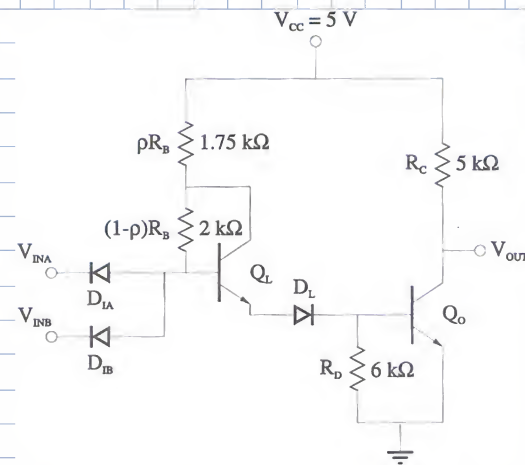 V_CC = 5 V
ρR_B 1.75 kΩ
R_C 5 kΩ
(1-ρ)R_B 2 kΩ
V_INA
V_OUT
D_IA
Q_L
D_L
V_INB
Q_O
D_IB
R_D 6 kΩ